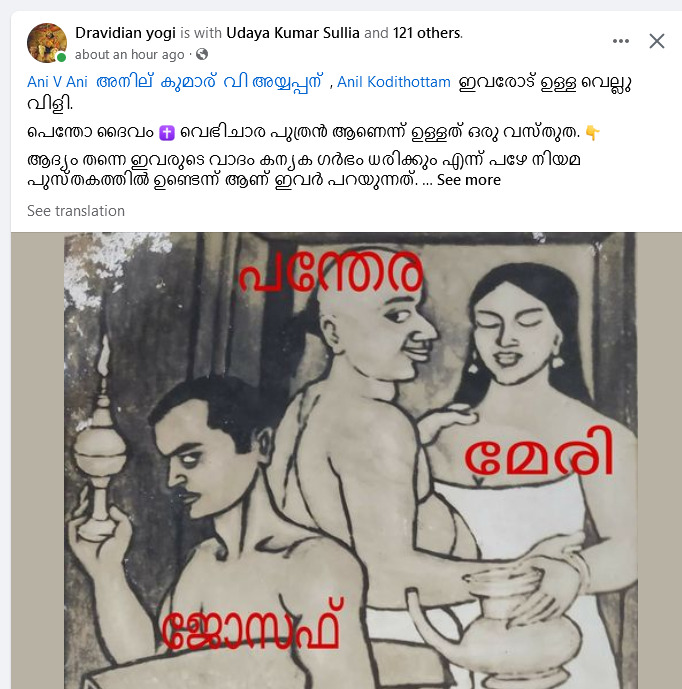 Dravidian yogi is with Udaya Kumar Sullia and 121 others.
about an hour ago ·
Ani V Ani അനില് കുമാര് വി അയ്യപ്പന് , Anil Kodithottam ഇവരോട് ഉള്ള വെല്ലു
വിളി.
പെന്തോ ദൈവം ✝️ വെഭിചാര പുത്രൻ ആണെന്ന് ഉള്ളത് ഒരു വസ്തുത. 👇
ആദ്യം തന്നെ ഇവരുടെ വാദം കന്യക ഗർഭം ധരിക്കും എന്ന് പഴേ നിയമ
പുസ്തകത്തിൽ ഉണ്ടെന്ന് ആണ് ഇവർ പറയുന്നത്. ... See more
See translation
പന്തേര
മേരി
ജോസഫ്